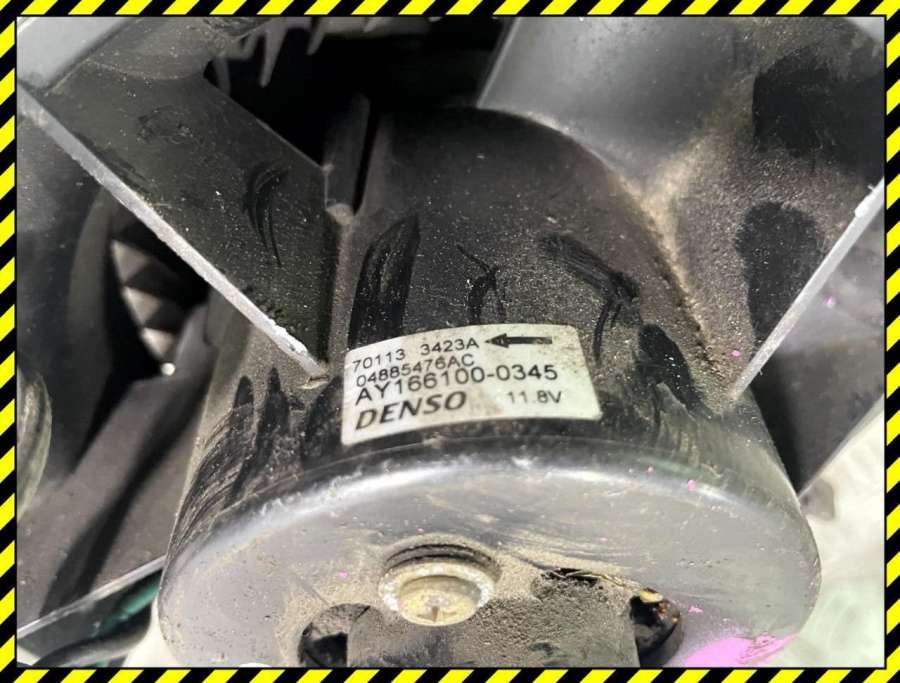 70113 3423A
04885476AC
AY166100-0345
DENSO 11.8V